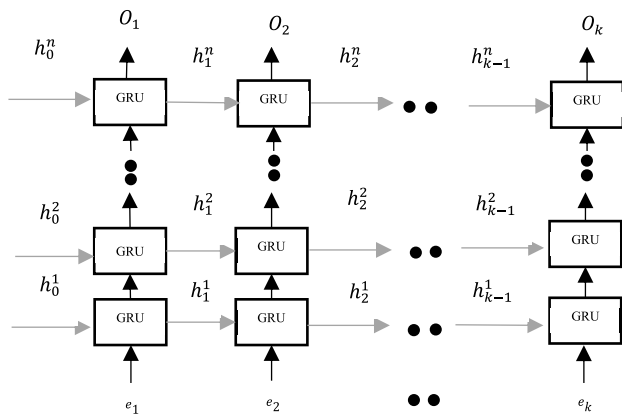 O₁ O₂ Oₖ
h₀ⁿ h₁ⁿ h₂ⁿ hₖ₋₁ⁿ
GRU GRU GRU
h₀² h₁² h₂² hₖ₋₁²
GRU GRU GRU
h₀¹ h₁¹ h₂¹ hₖ₋₁¹
GRU GRU GRU
e₁ e₂ eₖ